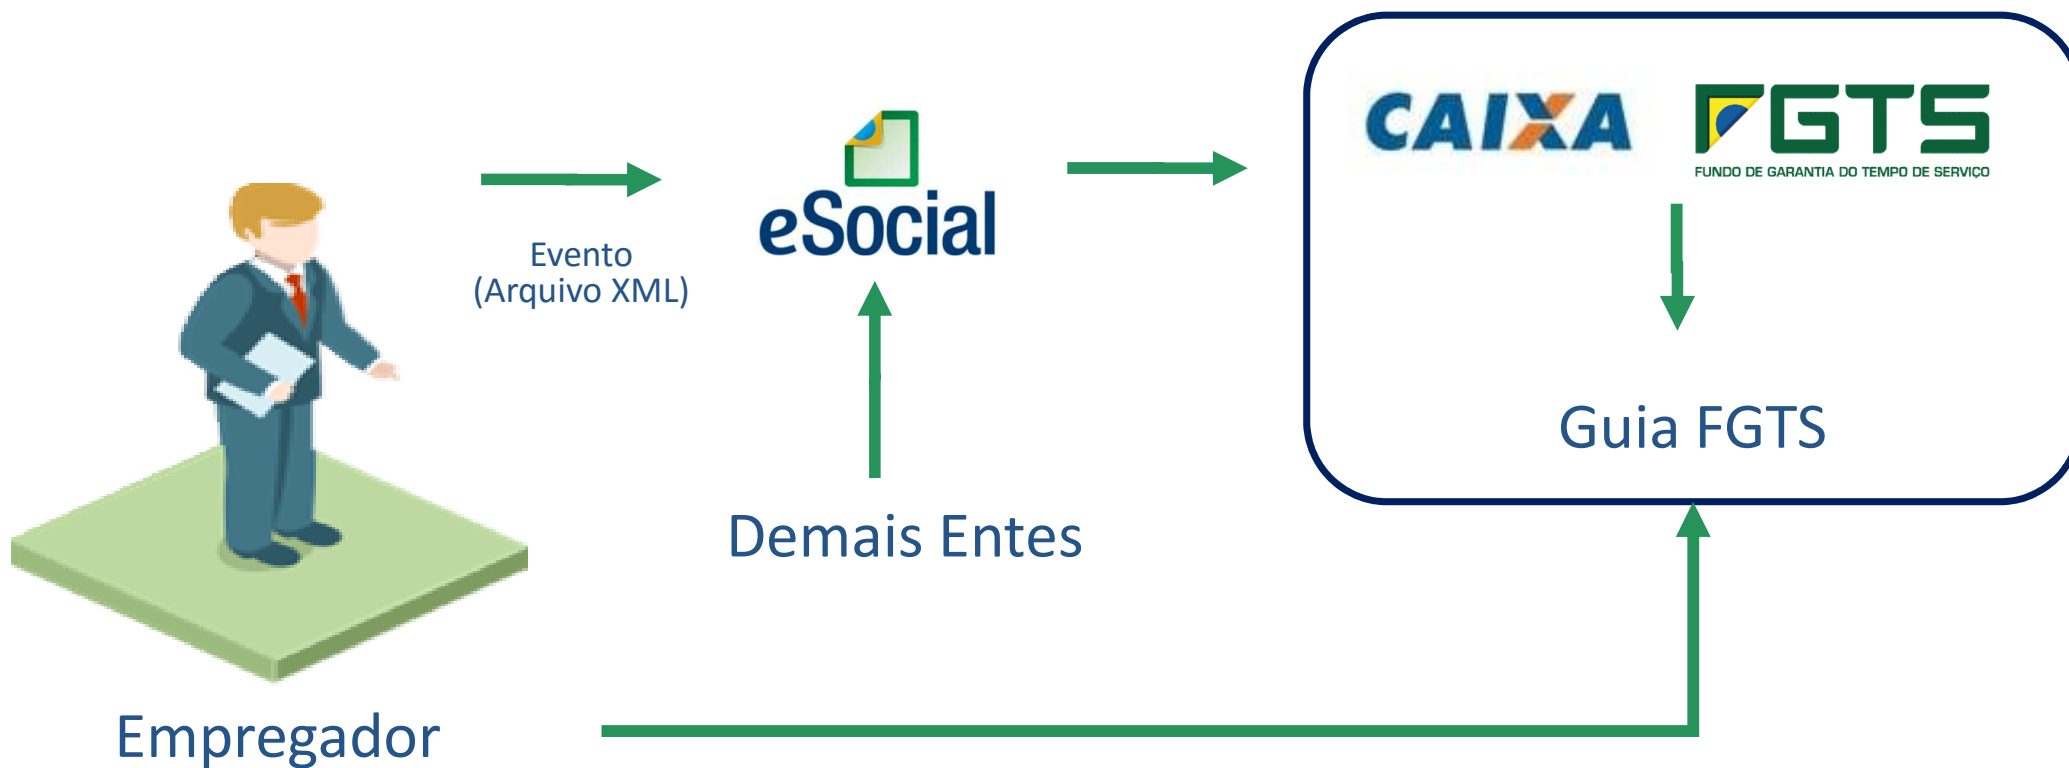 CAIXA
FGTS
FUNDO DE GARANTIA DO TEMPO DE SERVIÇO
eSocial
Evento
(Arquivo XML)
Guia FGTS
Demais Entes
Empregador